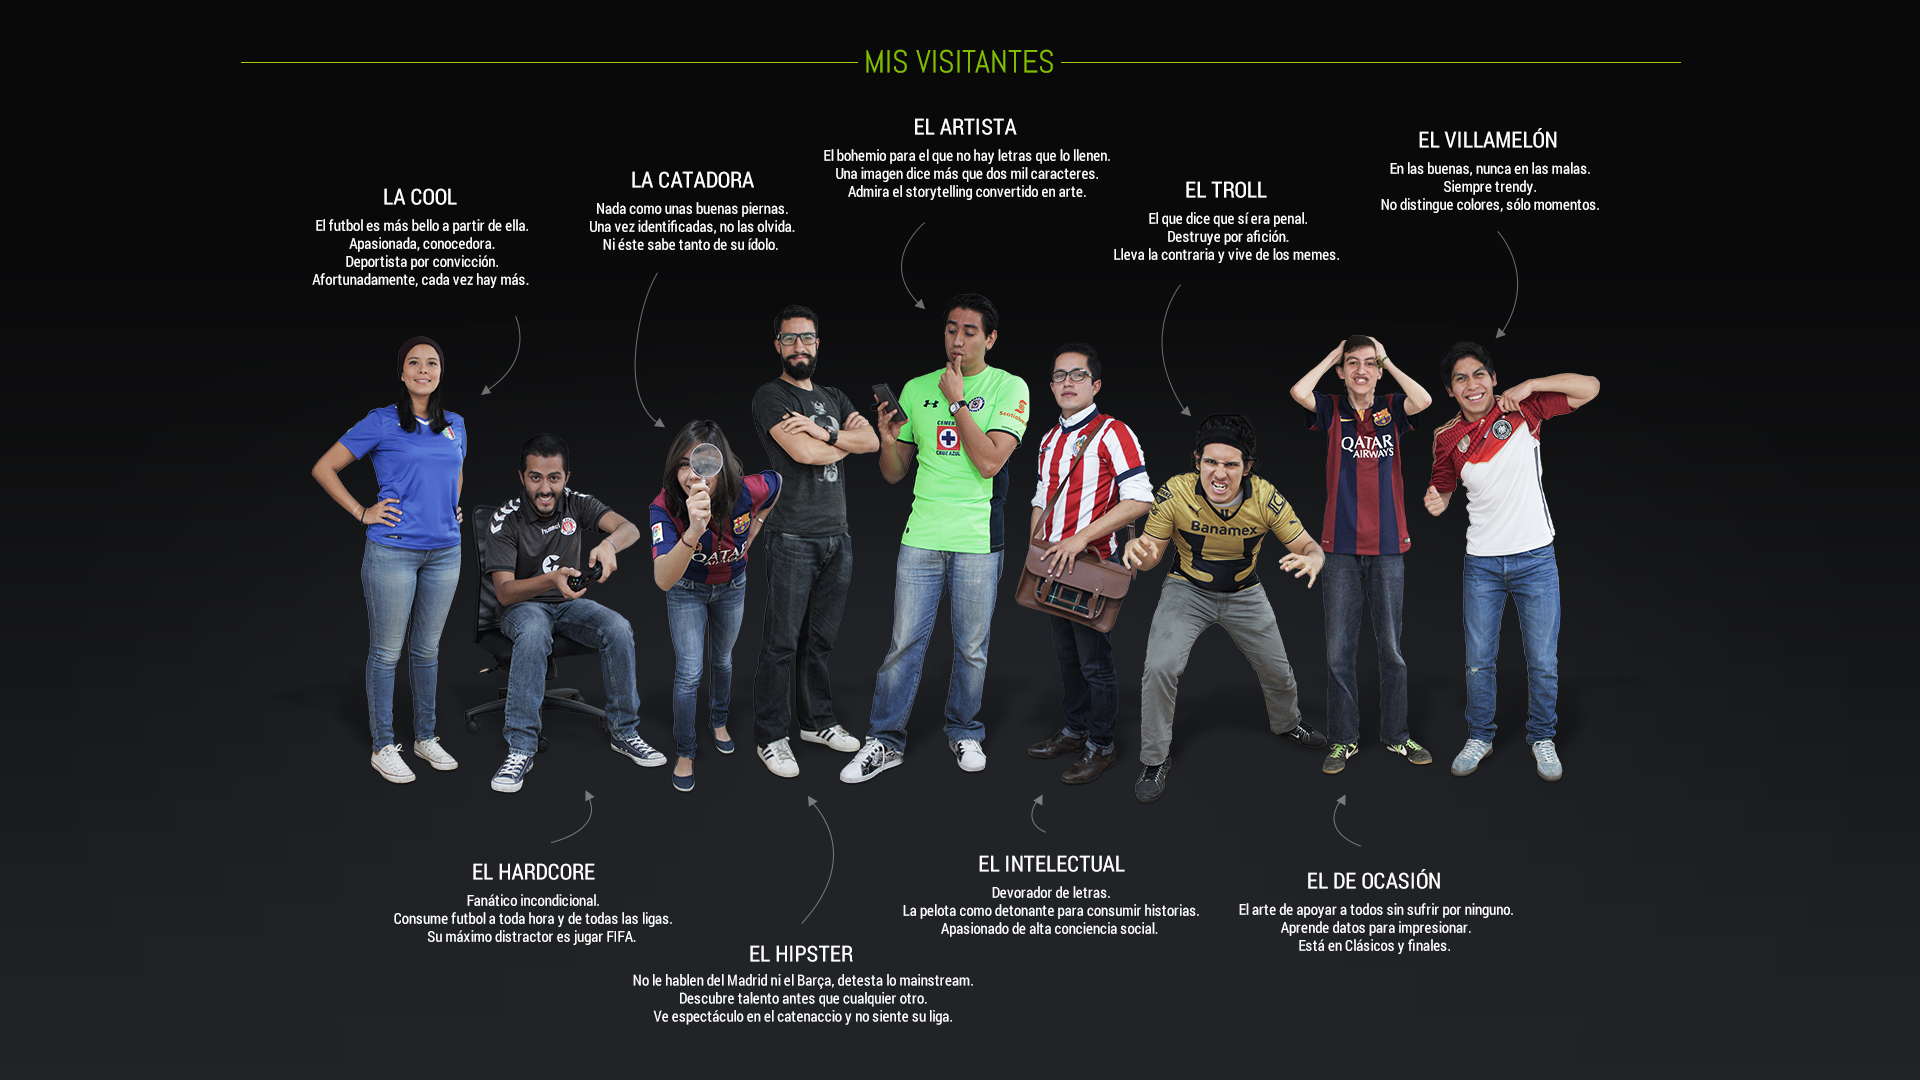 MIS VISITANTES
LA COOL
El futbol es más bello a partir de ella.
Apasionada, conocedora.
Deportista por convicción.
Afortunadamente, cada vez hay más.
LA CATADORA
Nada como unas buenas piernas.
Una vez identificadas, no las olvida.
Ni éste sabe tanto de su ídolo.
EL ARTISTA
El bohemio para el que no hay letras que lo llenen.
Una imagen dice más que dos mil caracteres.
Admira el storytelling convertido en arte.
EL TROLL
El que dice que sí era penal.
Destruye por afición.
Lleva la contraria y vive de los memes.
EL VILLAMELÓN
En las buenas, nunca en las malas.
Siempre trendy.
No distingue colores, sólo momentos.
hummel
QATAR
CEMEN
CRUZ AZUL
Scotiaba
Banamex
QATAR
AIRWAYS
EL HARDCORE
Fanático incondicional.
Consume futbol a toda hora y de todas las ligas.
Su máximo distractor es jugar FIFA.
EL HIPSTER
No le hablen del Madrid ni el Barça, detesta lo mainstream.
Descubre talento antes que cualquier otro.
Ve espectáculo en el catenaccio y no siente su liga.
EL INTELECTUAL
Devorador de letras.
La pelota como detonante para consumir historias.
Apasionado de alta conciencia social.
EL DE OCASIÓN
El arte de apoyar a todos sin sufrir por ninguno.
Aprende datos para impresionar.
Está en Clásicos y finales.